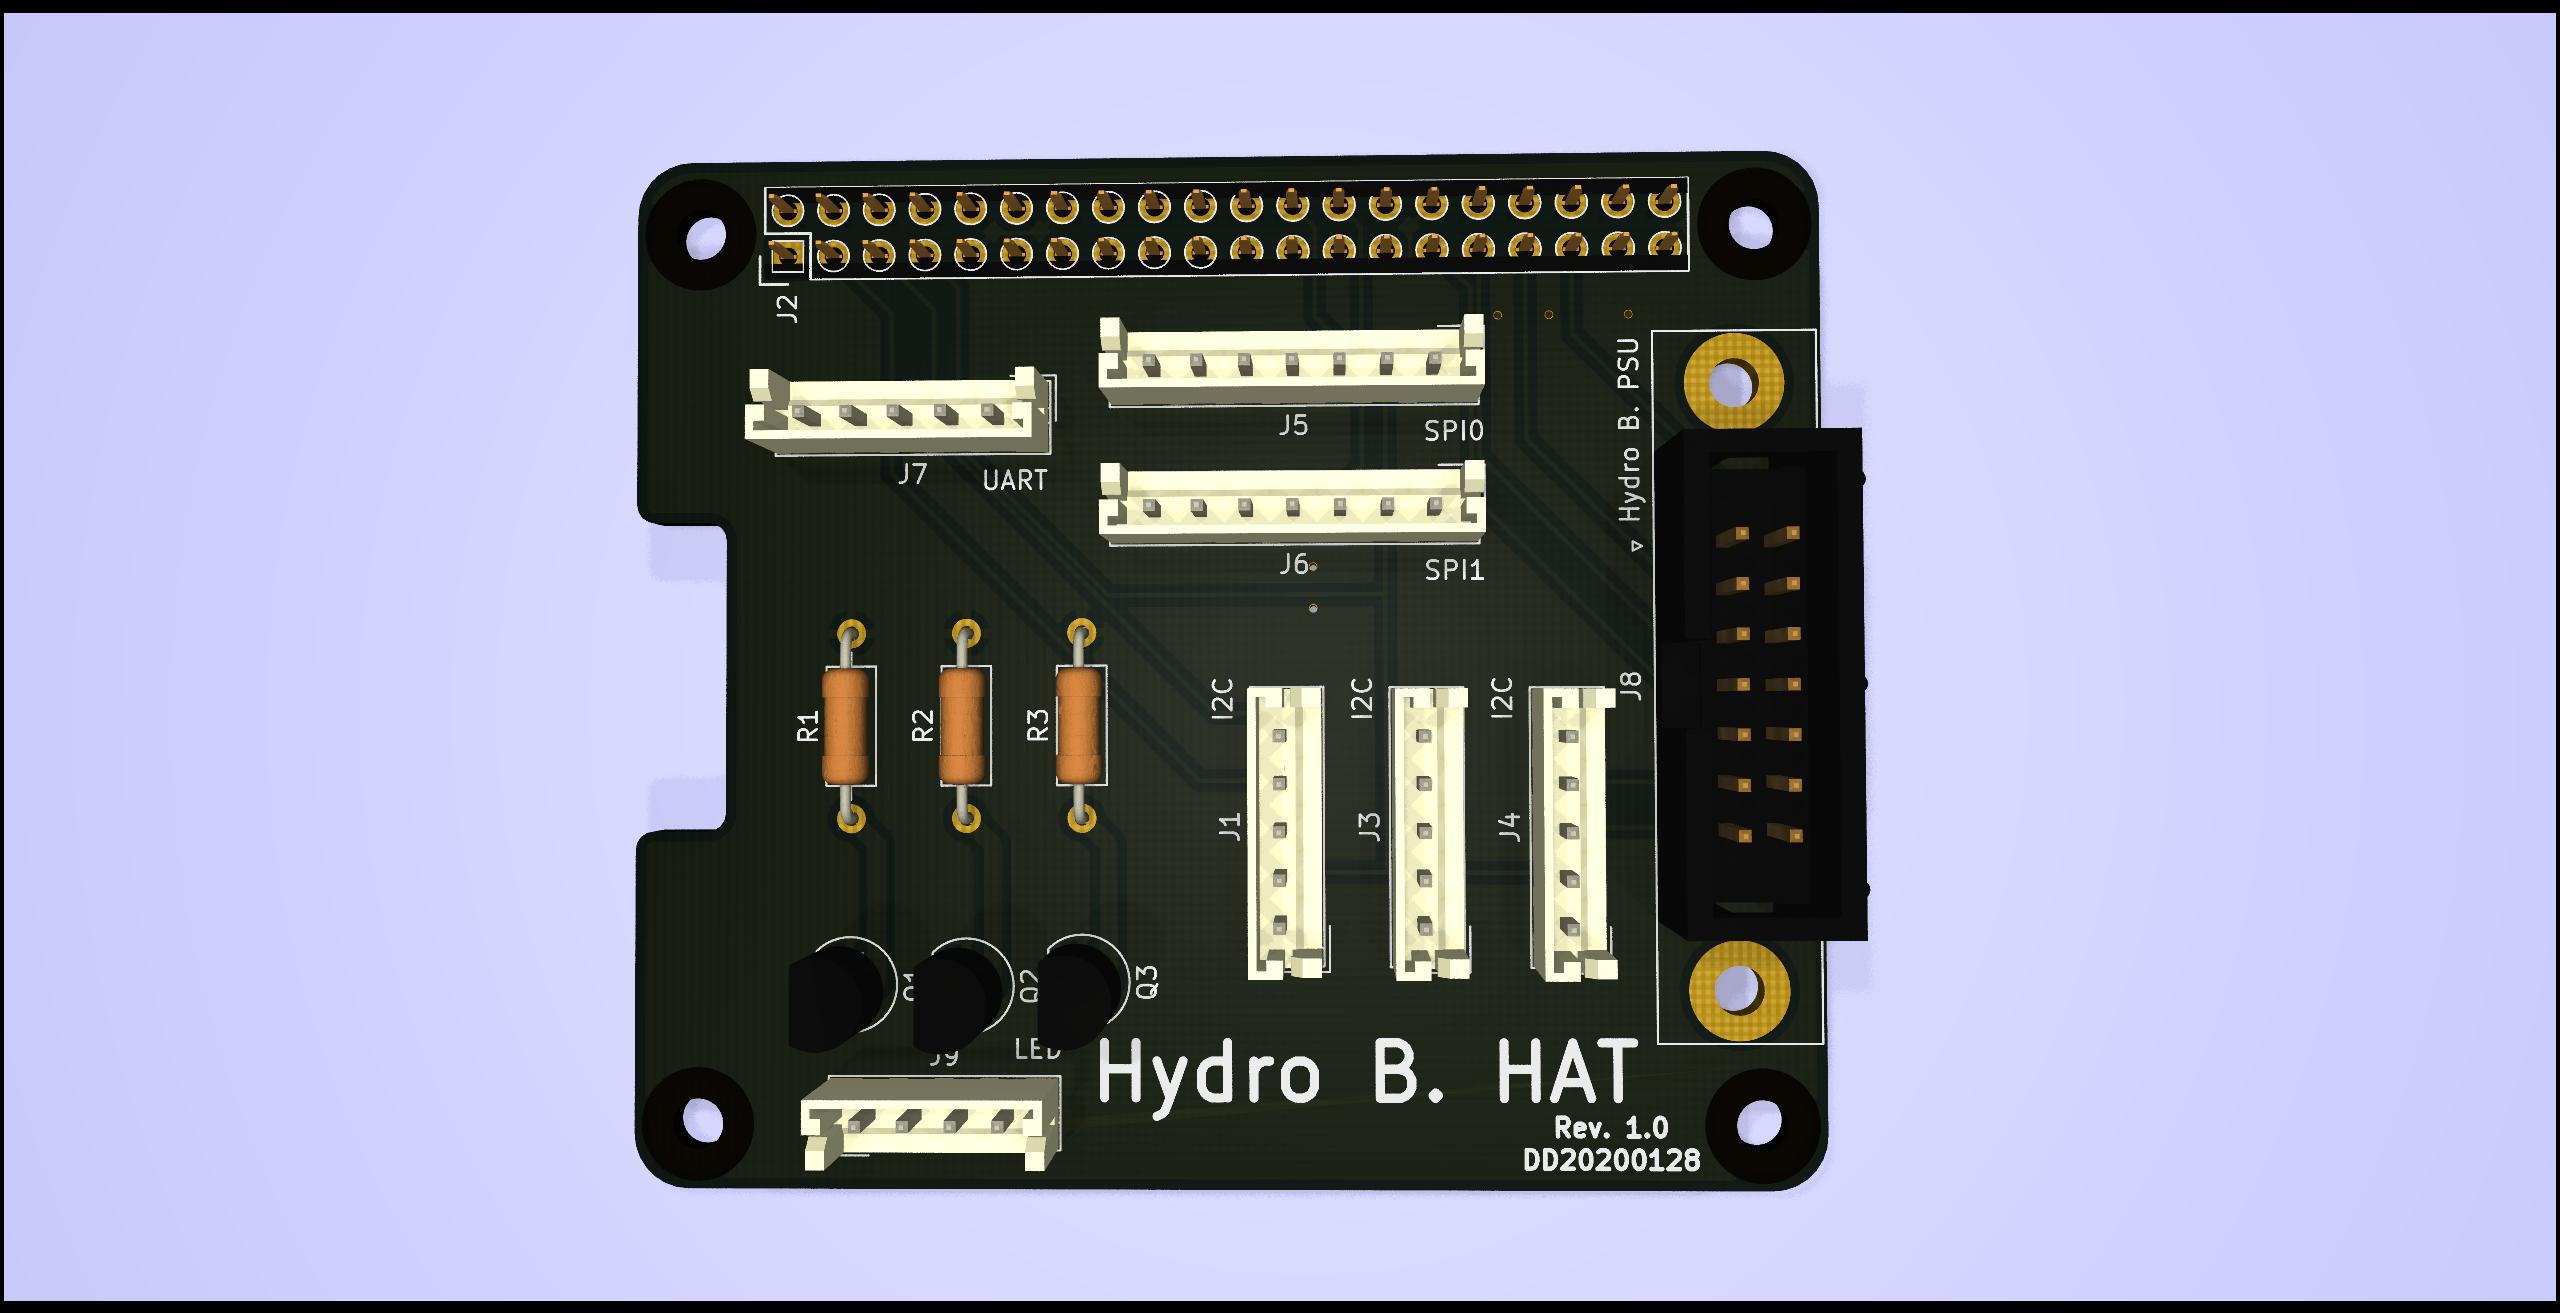 J2
J5
SPI0
J7
UART
▹ Hydro B. PSU
J6
SPI1
R1
R2
R3
I2C
I2C
I2C
J8
J1
J3
J4
Q1
Q2
Q3
J9
LED
Hydro B. HAT
Rev. 1.0
DD20200128